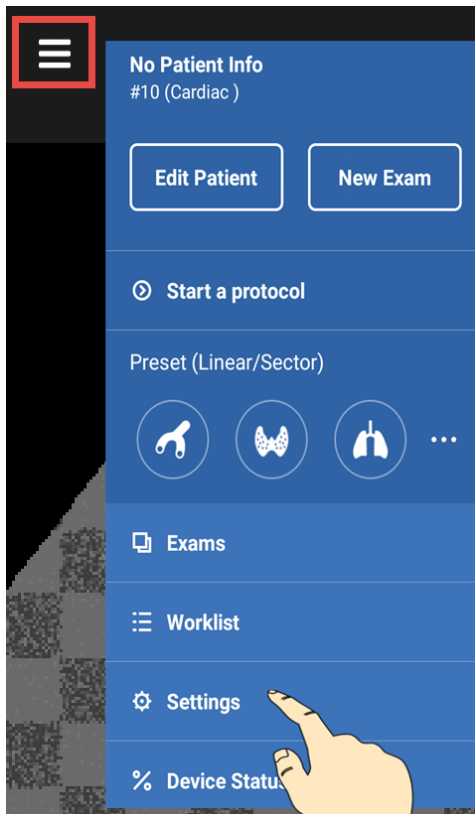 No Patient Info
#10 (Cardiac )
Edit Patient
New Exam
Start a protocol
Preset (Linear/Sector)
Exams
Worklist
Settings
Device Status